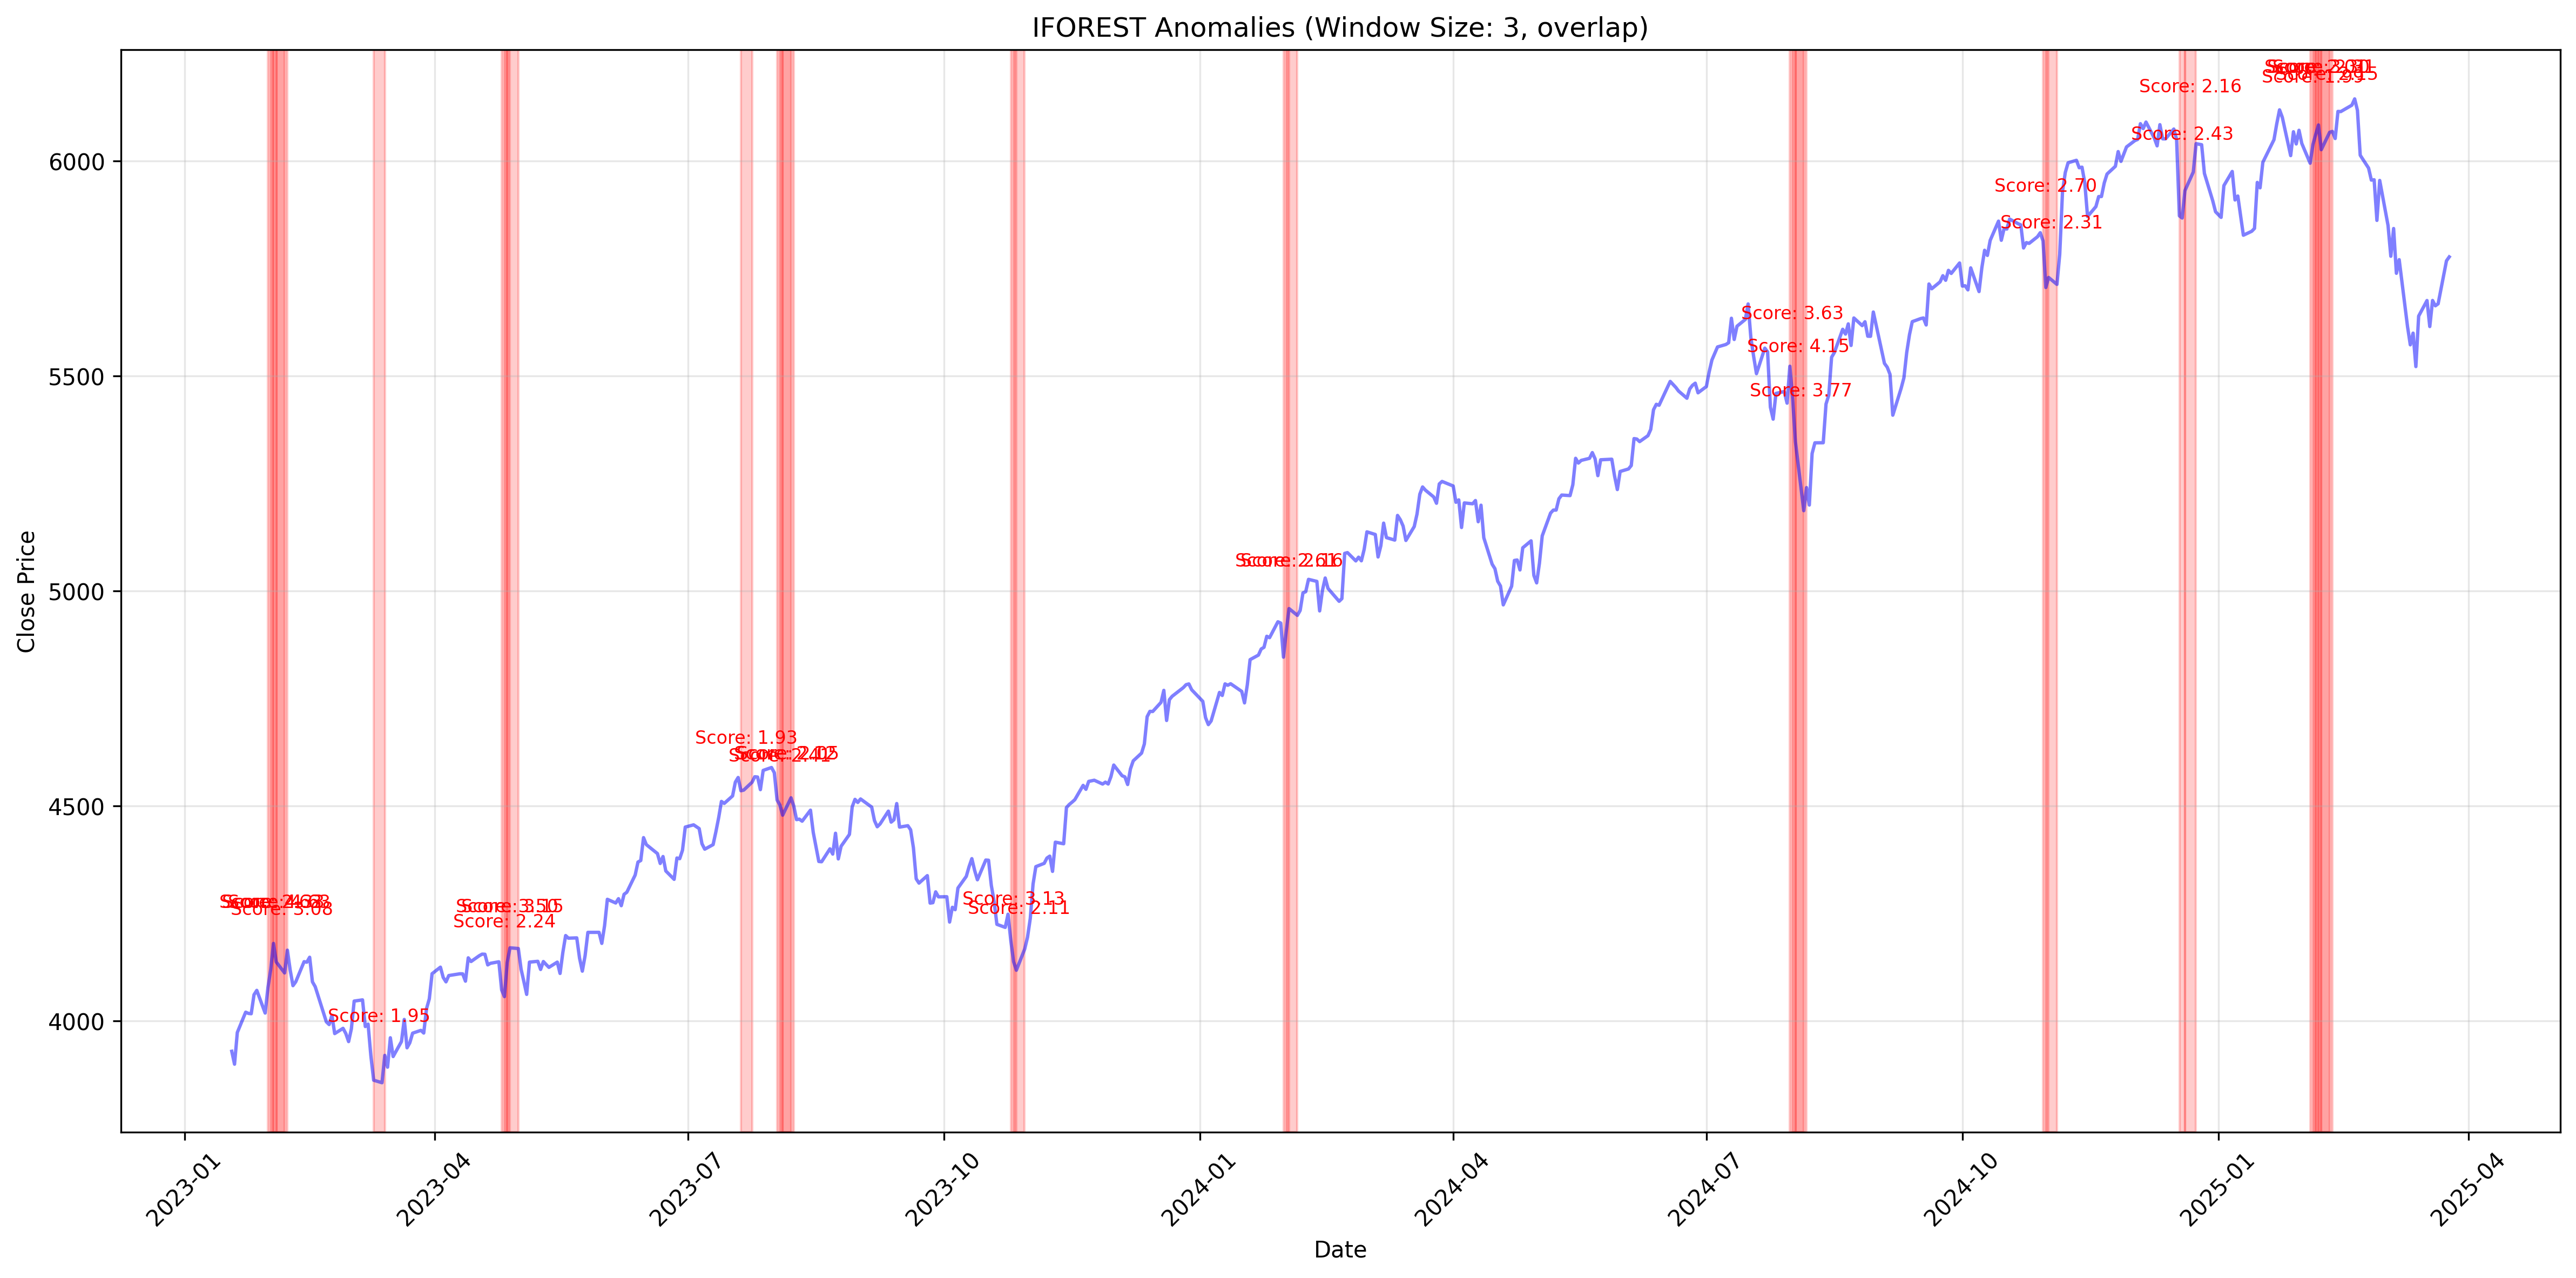 IFOREST Anomalies (Window Size: 3, overlap)
Score: 2.16
Score: 2.43
Score: 2.70
Score: 2.31
Score: 3.63
Score: 4.15
Score: 3.77
Score: 1.93
Score: 3.08
Score: 2.24
Score: 3.13
Score: 2.11
Score: 1.95
6000
5500
5000
4500
4000
Close Price
2023-01
2023-04
2023-07
2023-10
2024-01
2024-04
2024-07
2024-10
2025-01
2025-04
Date